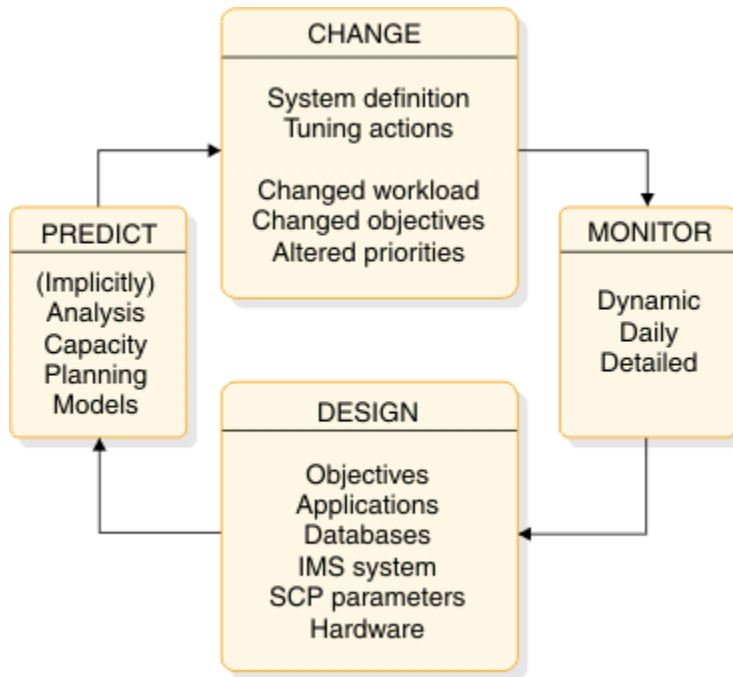 CHANGE
System definition
Tuning actions
Changed workload
Changed objectives
Altered priorities
PREDICT
(Implicitly)
Analysis
Capacity
Planning
Models
MONITOR
Dynamic
Daily
Detailed
DESIGN
Objectives
Applications
Databases
IMS system
SCP parameters
Hardware